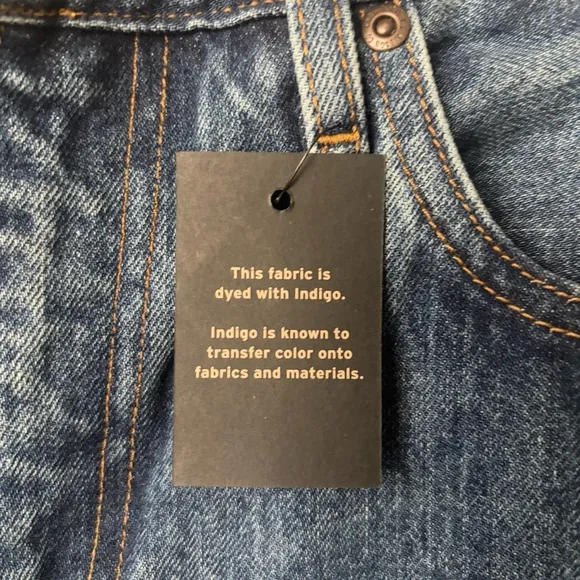 This fabric is
dyed with Indigo.
Indigo is known to
transfer color onto
fabrics and materials.